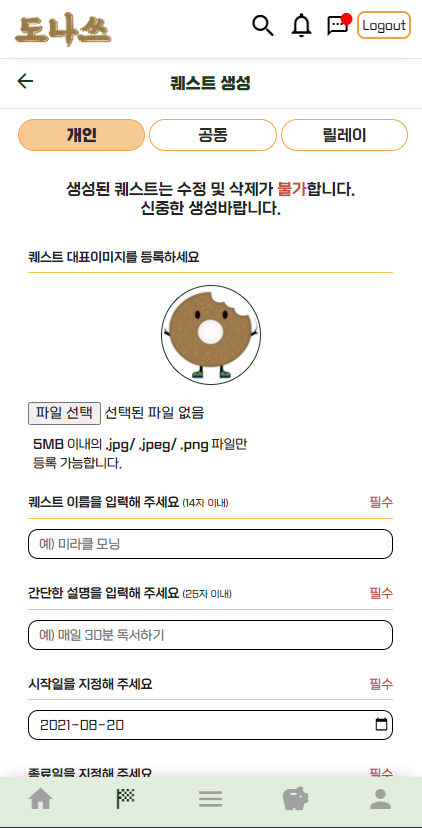 도나쓰
Logout
퀘스트 생성
개인 공동 릴레이
생성된 퀘스트는 수정 및 삭제가 불가합니다.
신중한 생성바랍니다.
퀘스트 대표이미지를 등록하세요
파일 선택 선택된 파일 없음
5MB 이내의 .jpg/ .jpeg/ .png 파일만
등록 가능합니다.
퀘스트 이름을 입력해 주세요 (14자 이내) 필수
예) 미라클 모닝
간단한 설명을 입력해 주세요 (25자 이내) 필수
예) 매일 30분 독서하기
시작일을 지정해 주세요 필수
2021-08-20
종료일을 지정해 주세요 필수